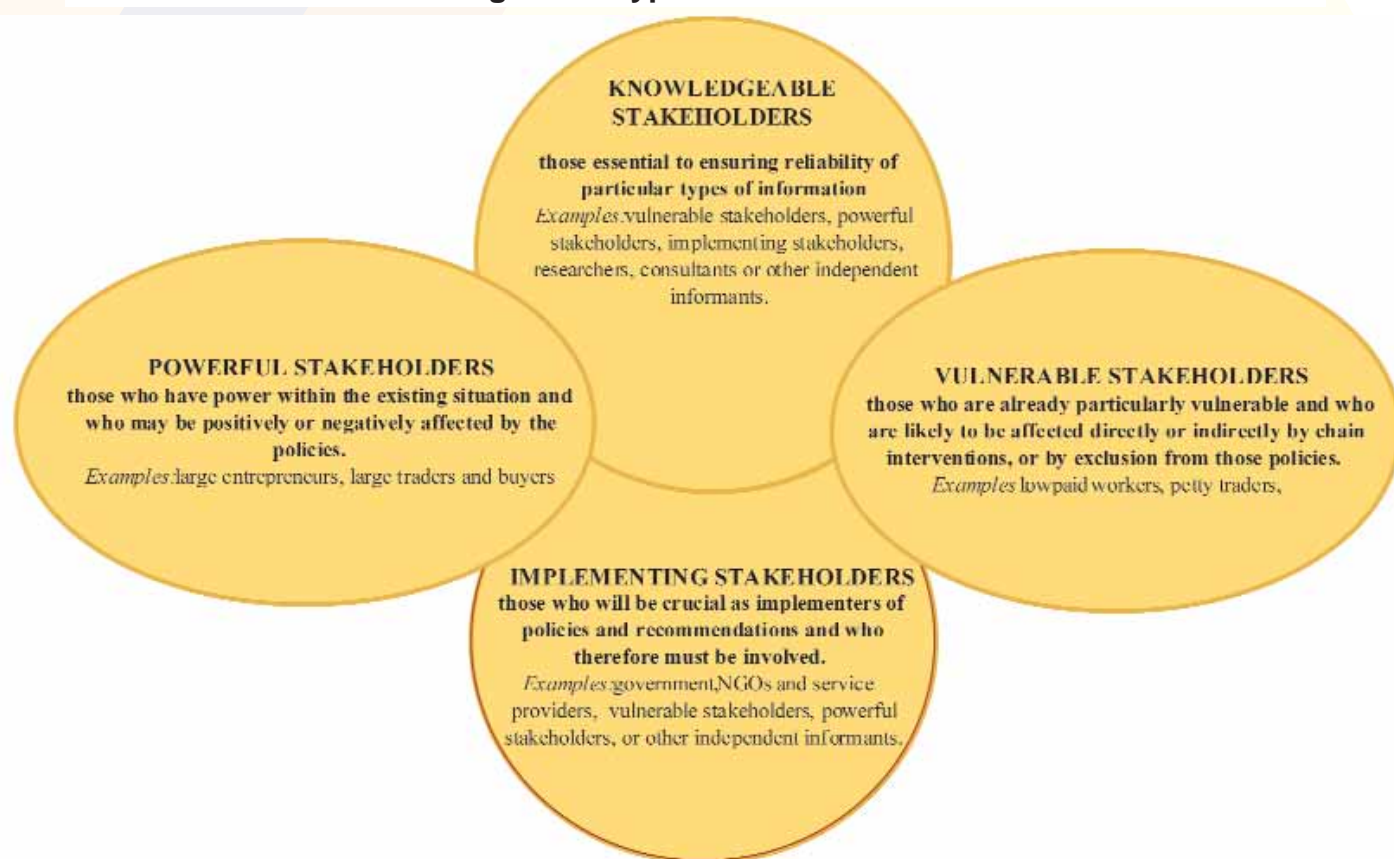 KNOWLEDGEABLE
STAKEHOLDERS
those essential to ensuring reliability of
particular types of information
Examples:vulnerable stakeholders, powerful
stakeholders, implementing stakeholders,
researchers, consultants or other independent
informants.
POWERFUL STAKEHOLDERS
those who have power within the existing situation and
who may be positively or negatively affected by the
policies.
Examples:large entrepreneurs, large traders and buyers
VULNERABLE STAKEHOLDERS
those who are already particularly vulnerable and who
are likely to be affected directly or indirectly by chain
interventions, or by exclusion from those policies.
Examples lowpaid workers, petty traders,
IMPLEMENTING STAKEHOLDERS
those who will be crucial as implementers of
policies and recommendations and who
therefore must be involved.
Examples:government,NGOs and service
providers, vulnerable stakeholders, powerful
stakeholders, or other independent informants.